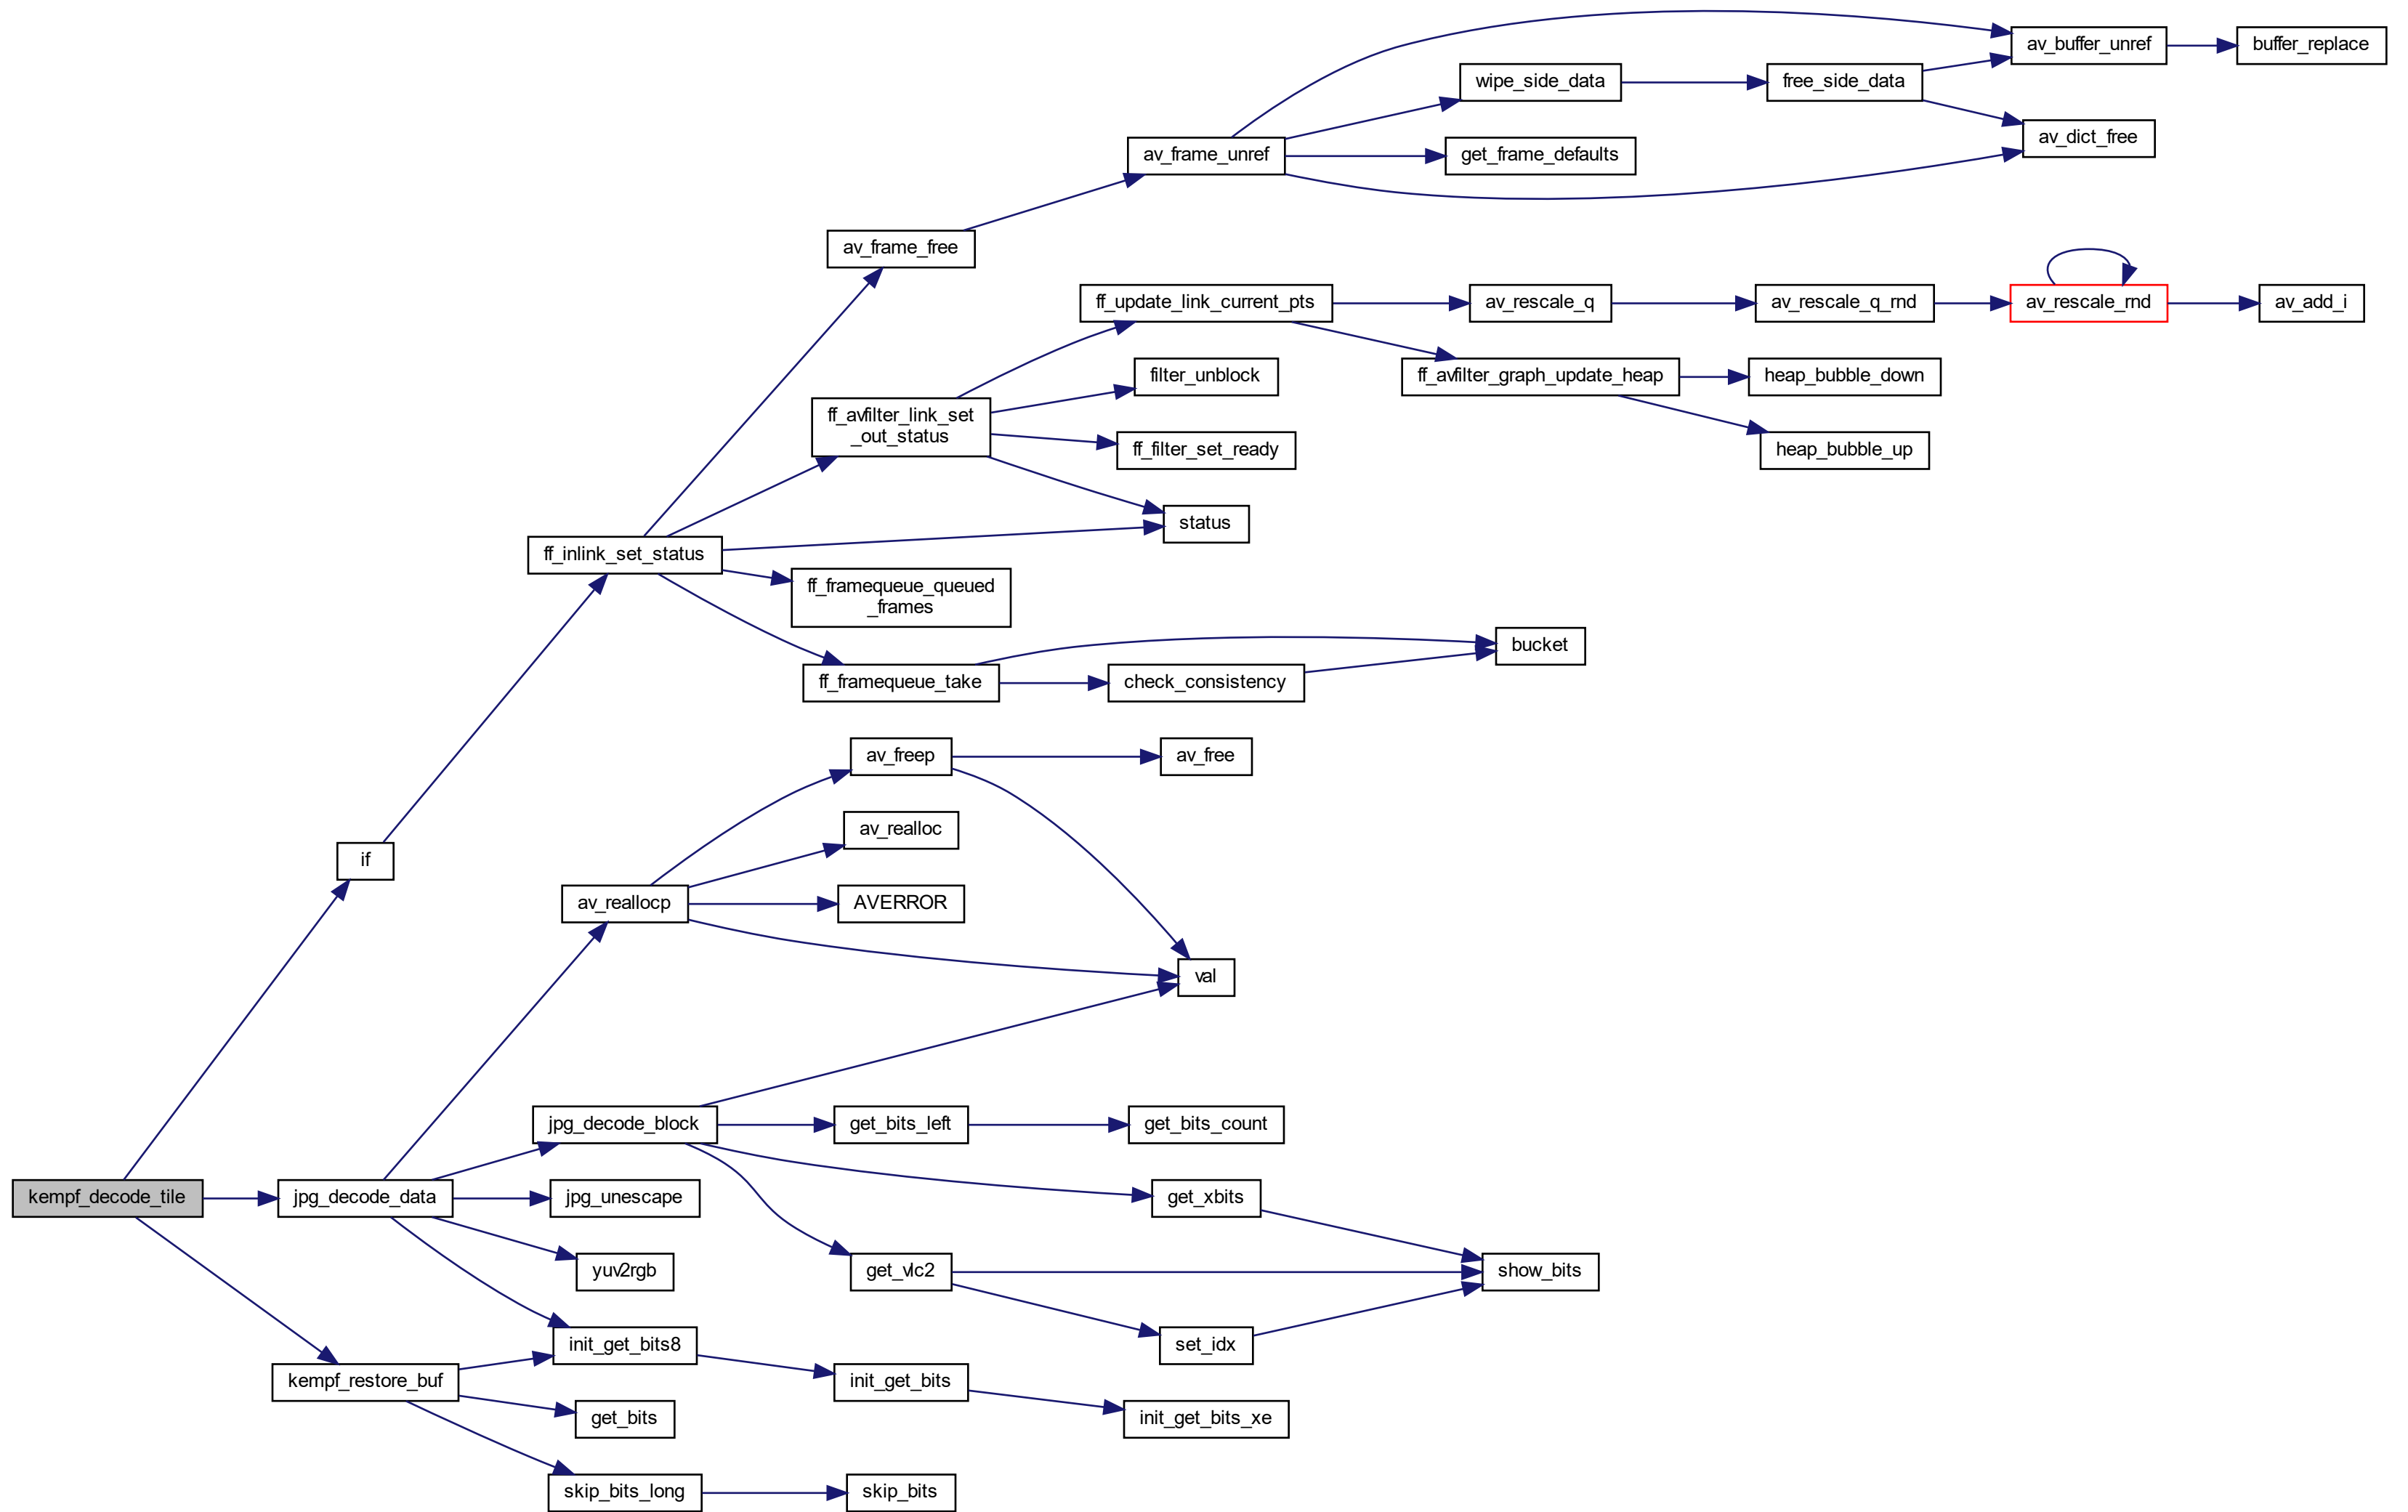 av_buffer_unref
buffer_replace
wipe_side_data
free_side_data
av_frame_unref
get_frame_defaults
av_dict_free
av_frame_free
ff_update_link_current_pts
av_rescale_q
av_rescale_q_rnd
av_rescale_rnd
av_add_i
filter_unblock
ff_avfilter_graph_update_heap
heap_bubble_down
ff_avfilter_link_set
_out_status
ff_filter_set_ready
heap_bubble_up
status
ff_inlink_set_status
ff_framequeue_queued
_frames
bucket
ff_framequeue_take
check_consistency
av_freep
av_free
av_realloc
if
av_reallocp
AVERROR
val
jpg_decode_block
get_bits_left
get_bits_count
kempf_decode_tile
jpg_decode_data
jpg_unescape
get_xbits
yuv2rgb
get_vlc2
show_bits
init_get_bits8
set_idx
kempf_restore_buf
init_get_bits
get_bits
init_get_bits_xe
skip_bits_long
skip_bits